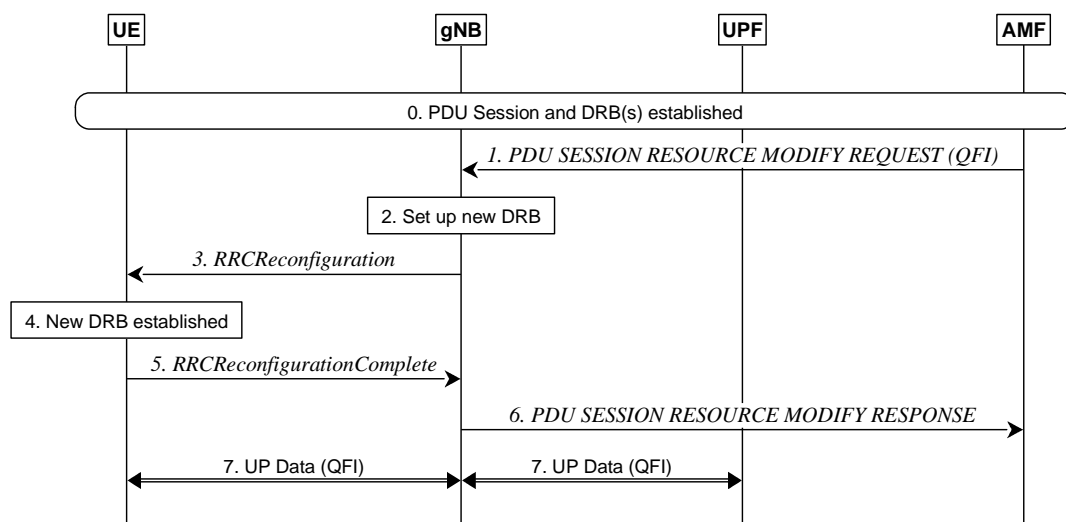 UE gNB UPF AMF
0. PDU Session and DRB(s) established
1. PDU SESSION RESOURCE MODIFY REQUEST (QFI)
2. Set up new DRB
3. RRCReconfiguration
4. New DRB established
5. RRCReconfigurationComplete
6. PDU SESSION RESOURCE MODIFY RESPONSE
7. UP Data (QFI) 7. UP Data (QFI)